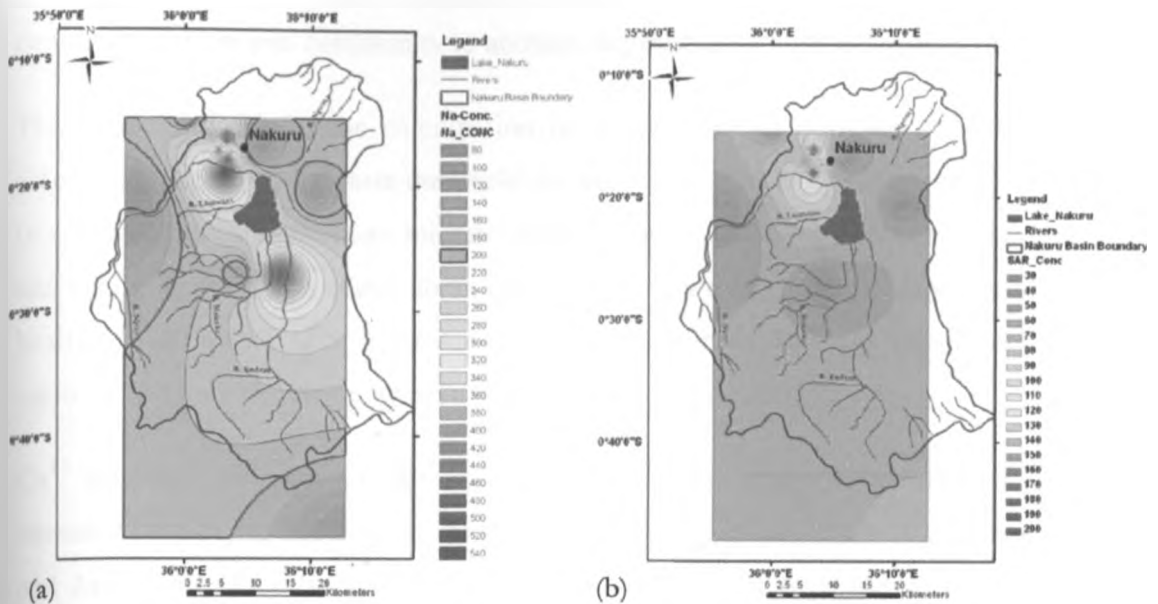 35°50'0"E 36°0'0"E 36°10'0"E
N
0°10'0"S
0°20'0"S
0°30'0"S
0°40'0"S
Nakuru
Legend
Lake_Nakuru
Rivers
Nakuru Basin Boundary
Na-Conc.
Na_CONC
80
100
120
140
160
180
200
220
240
260
280
300
320
340
360
380
400
420
440
460
480
500
520
540
36°0'0"E 36°10'0"E
0 2.5 5 10 15 20
Kilometers
(a)
36°0'0"E 36°10'0"E
N
0°10'0"S
0°20'0"S
0°30'0"S
0°40'0"S
Nakuru
Legend
Lake_Nakuru
Rivers
Nakuru Basin Boundary
SAR_Conc
30
40
50
60
70
80
90
100
110
120
130
140
150
160
170
180
190
200
36°0'0"E 36°10'0"E
0 2.5 5 10 15 20
Kilometers
(b)